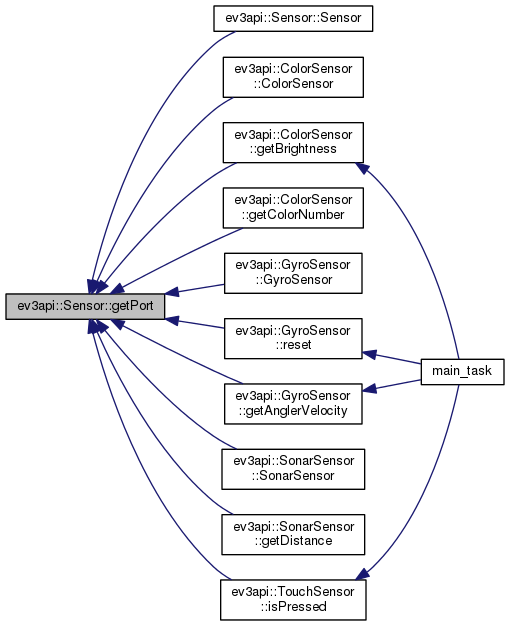 ev3api::Sensor::Sensor
ev3api::ColorSensor
::ColorSensor
ev3api::ColorSensor
::getBrightness
ev3api::ColorSensor
::getColorNumber
ev3api::GyroSensor
::GyroSensor
ev3api::Sensor::getPort
ev3api::GyroSensor
::reset
main_task
ev3api::GyroSensor
::getAnglerVelocity
ev3api::SonarSensor
::SonarSensor
ev3api::SonarSensor
::getDistance
ev3api::TouchSensor
::isPressed